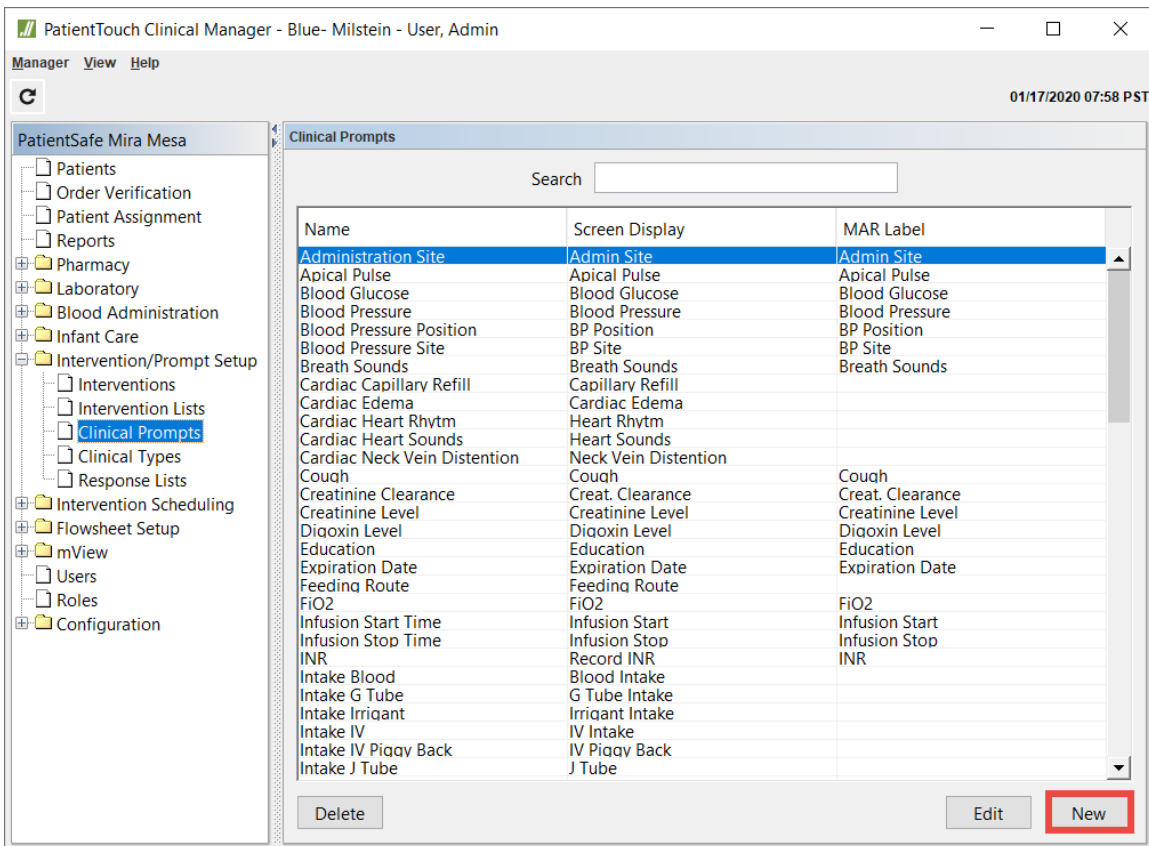 PatientTouch Clinical Manager - Blue- Milstein - User, Admin
Manager View Help
01/17/2020 07:58 PST
PatientSafe Mira Mesa
Patients
Order Verification
Patient Assignment
Reports
Pharmacy
Laboratory
Blood Administration
Infant Care
Intervention/Prompt Setup
Interventions
Intervention Lists
Clinical Prompts
Clinical Types
Response Lists
Intervention Scheduling
Flowsheet Setup
mView
Users
Roles
Configuration
Clinical Prompts
Search
Name Screen Display MAR Label
Administration Site Admin Site Admin Site
Apical Pulse Apical Pulse Apical Pulse
Blood Glucose Blood Glucose Blood Glucose
Blood Pressure Blood Pressure Blood Pressure
Blood Pressure Position BP Position BP Position
Blood Pressure Site BP Site BP Site
Breath Sounds Breath Sounds Breath Sounds
Cardiac Capillary Refill Capillary Refill
Cardiac Edema Cardiac Edema
Cardiac Heart Rhytm Heart Rhytm
Cardiac Heart Sounds Heart Sounds
Cardiac Neck Vein Distention Neck Vein Distention
Cough Cough Cough
Creatinine Clearance Creat. Clearance Creat. Clearance
Creatinine Level Creatinine Level Creatinine Level
Digoxin Level Digoxin Level Digoxin Level
Education Education Education
Expiration Date Expiration Date Expiration Date
Feeding Route Feeding Route
FiO2 FiO2 FiO2
Infusion Start Time Infusion Start Infusion Start
Infusion Stop Time Infusion Stop Infusion Stop
INR Record INR INR
Intake Blood Blood Intake
Intake G Tube G Tube Intake
Intake Irrigant Irrigant Intake
Intake IV IV Intake
Intake IV Piggy Back IV Piggy Back
Intake J Tube J Tube
Delete Edit New